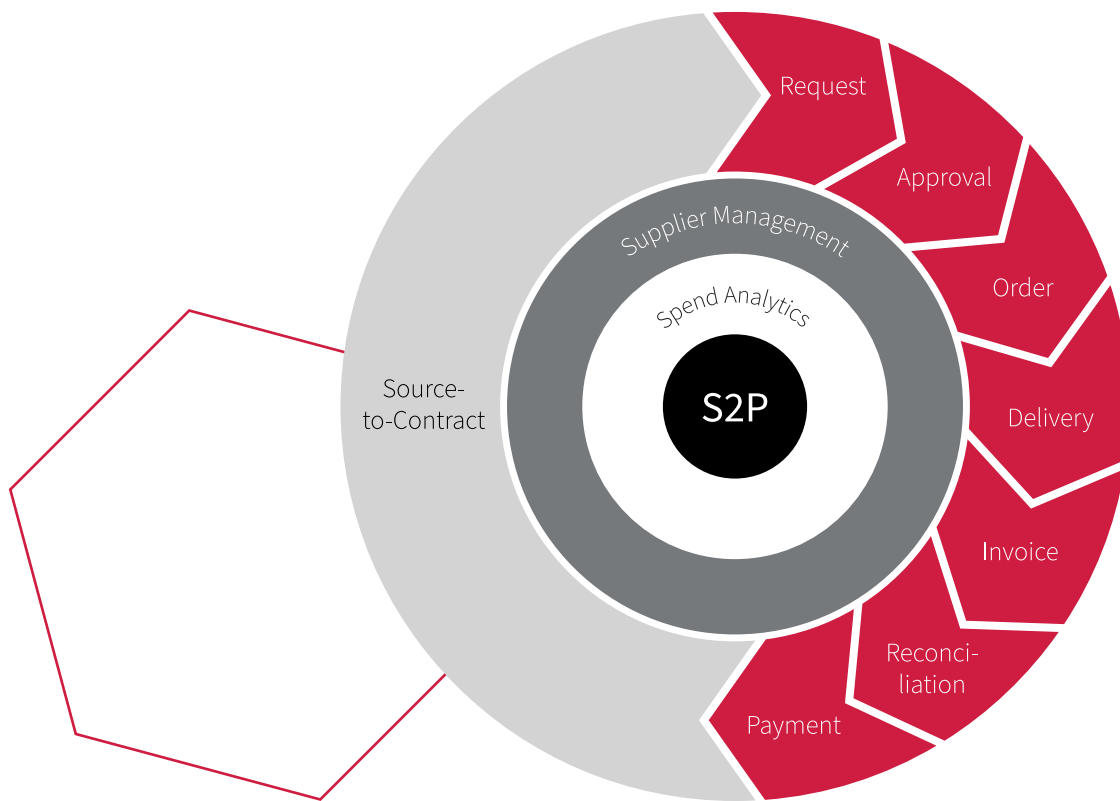 Request
Approval
Order
Delivery
Invoice
Reconci-
liation
Payment
Source-
to-Contract
Supplier Management
Spend Analytics
S2P